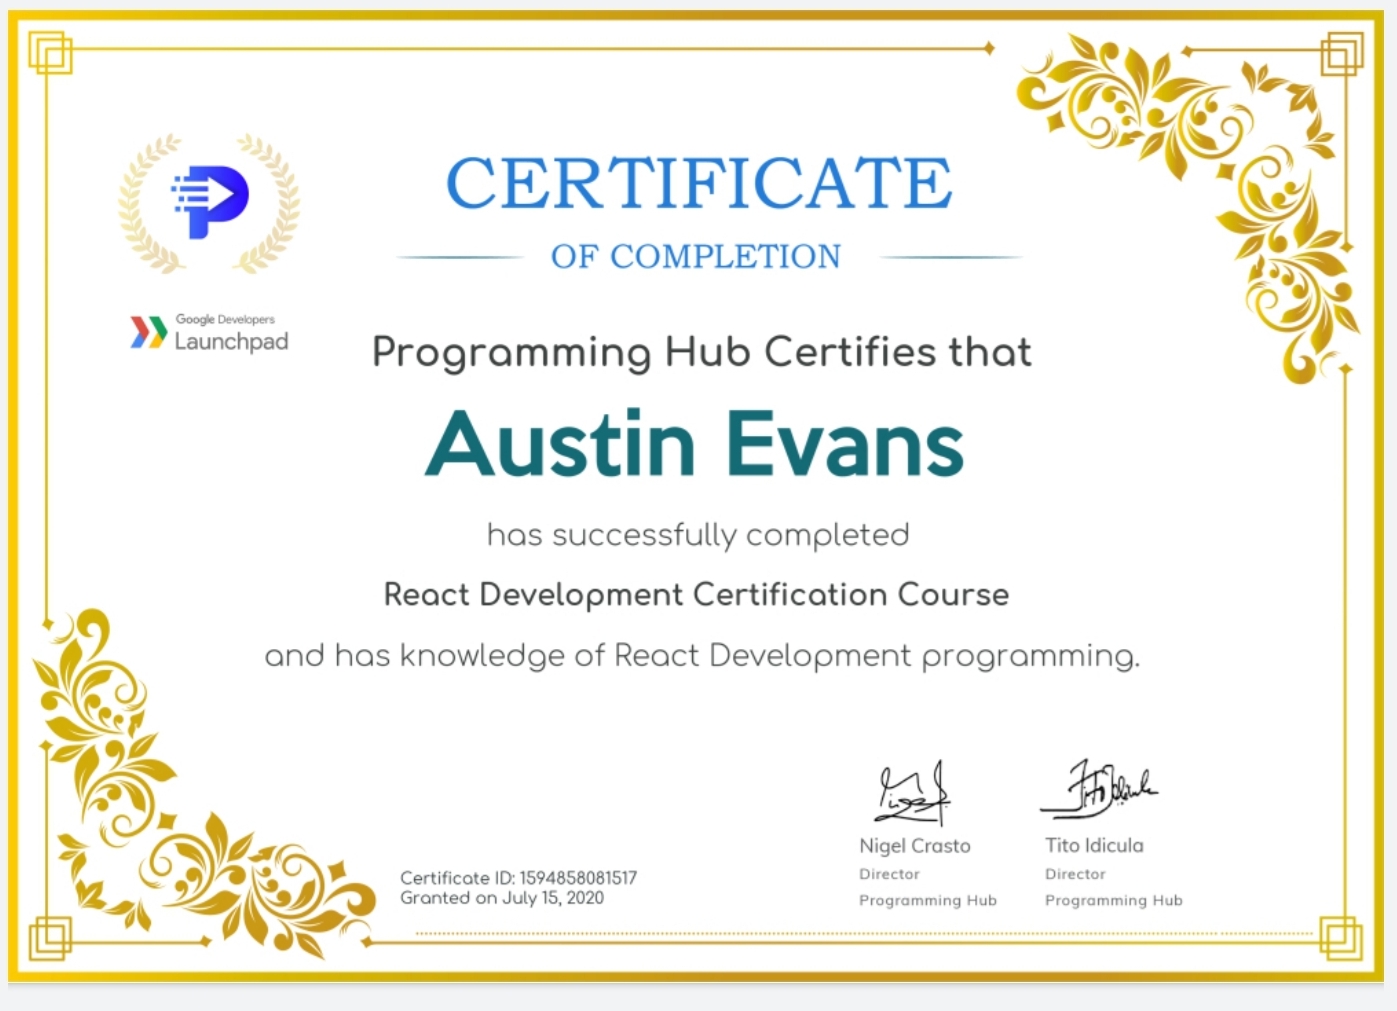 CERTIFICATE
OF COMPLETION
Google Developers
Launchpad
Programming Hub Certifies that
Austin Evans
has successfully completed
React Development Certification Course
and has knowledge of React Development programming.
Nigel Crasto
Director
Programming Hub
Tito Idicula
Director
Programming Hub
Certificate ID: 1594858081517
Granted on July 15, 2020